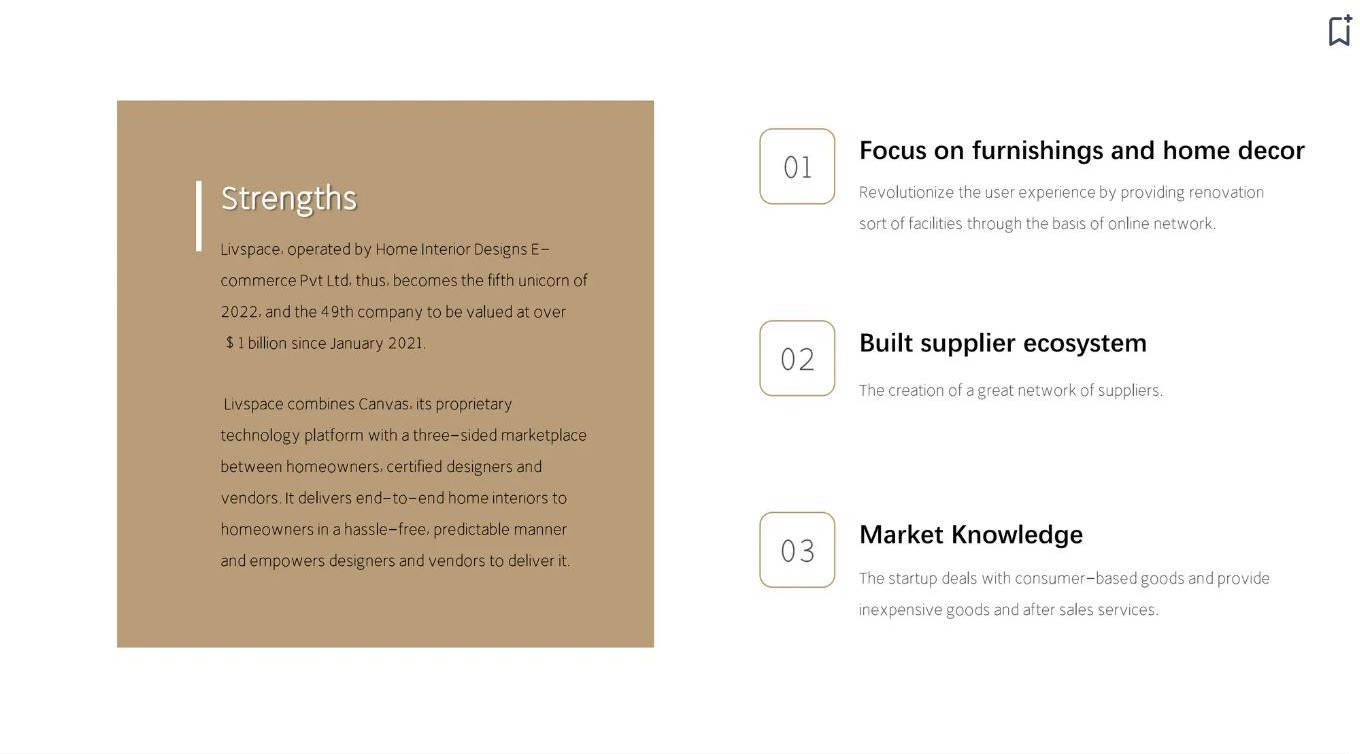 Strengths
Livspace, operated by Home Interior Designs E-
commerce Pvt Ltd, thus, becomes the fifth unicorn of
2022, and the 49th company to be valued at over
$ 1 billion since January 2021.
Livspace combines Canvas, its proprietary
technology platform with a three-sided marketplace
between homeowners, certified designers and
vendors. It delivers end-to-end home interiors to
homeowners in a hassle-free, predictable manner
and empowers designers and vendors to deliver it.
01
Focus on furnishings and home decor
Revolutionize the user experience by providing renovation
sort of facilities through the basis of online network.
02
Built supplier ecosystem
The creation of a great network of suppliers.
03
Market Knowledge
The startup deals with consumer-based goods and provide
inexpensive goods and after sales services.